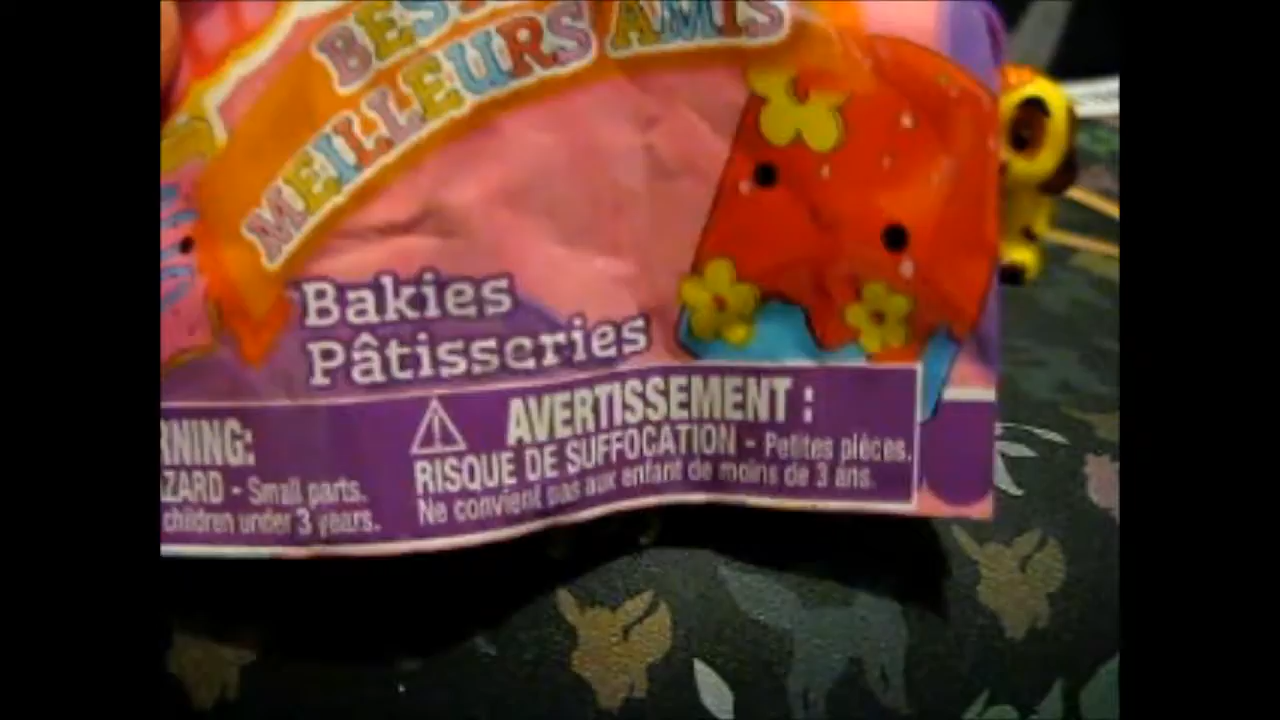 BEST
MEILLEURS AMIS
Bakies
Pâtisseries
AVERTISSEMENT :
RISQUE DE SUFFOCATION - Petites pièces.
Ne convient pas aux enfant de moins de 3 ans.
RNING:
ZARD - Small parts.
children under 3 years.